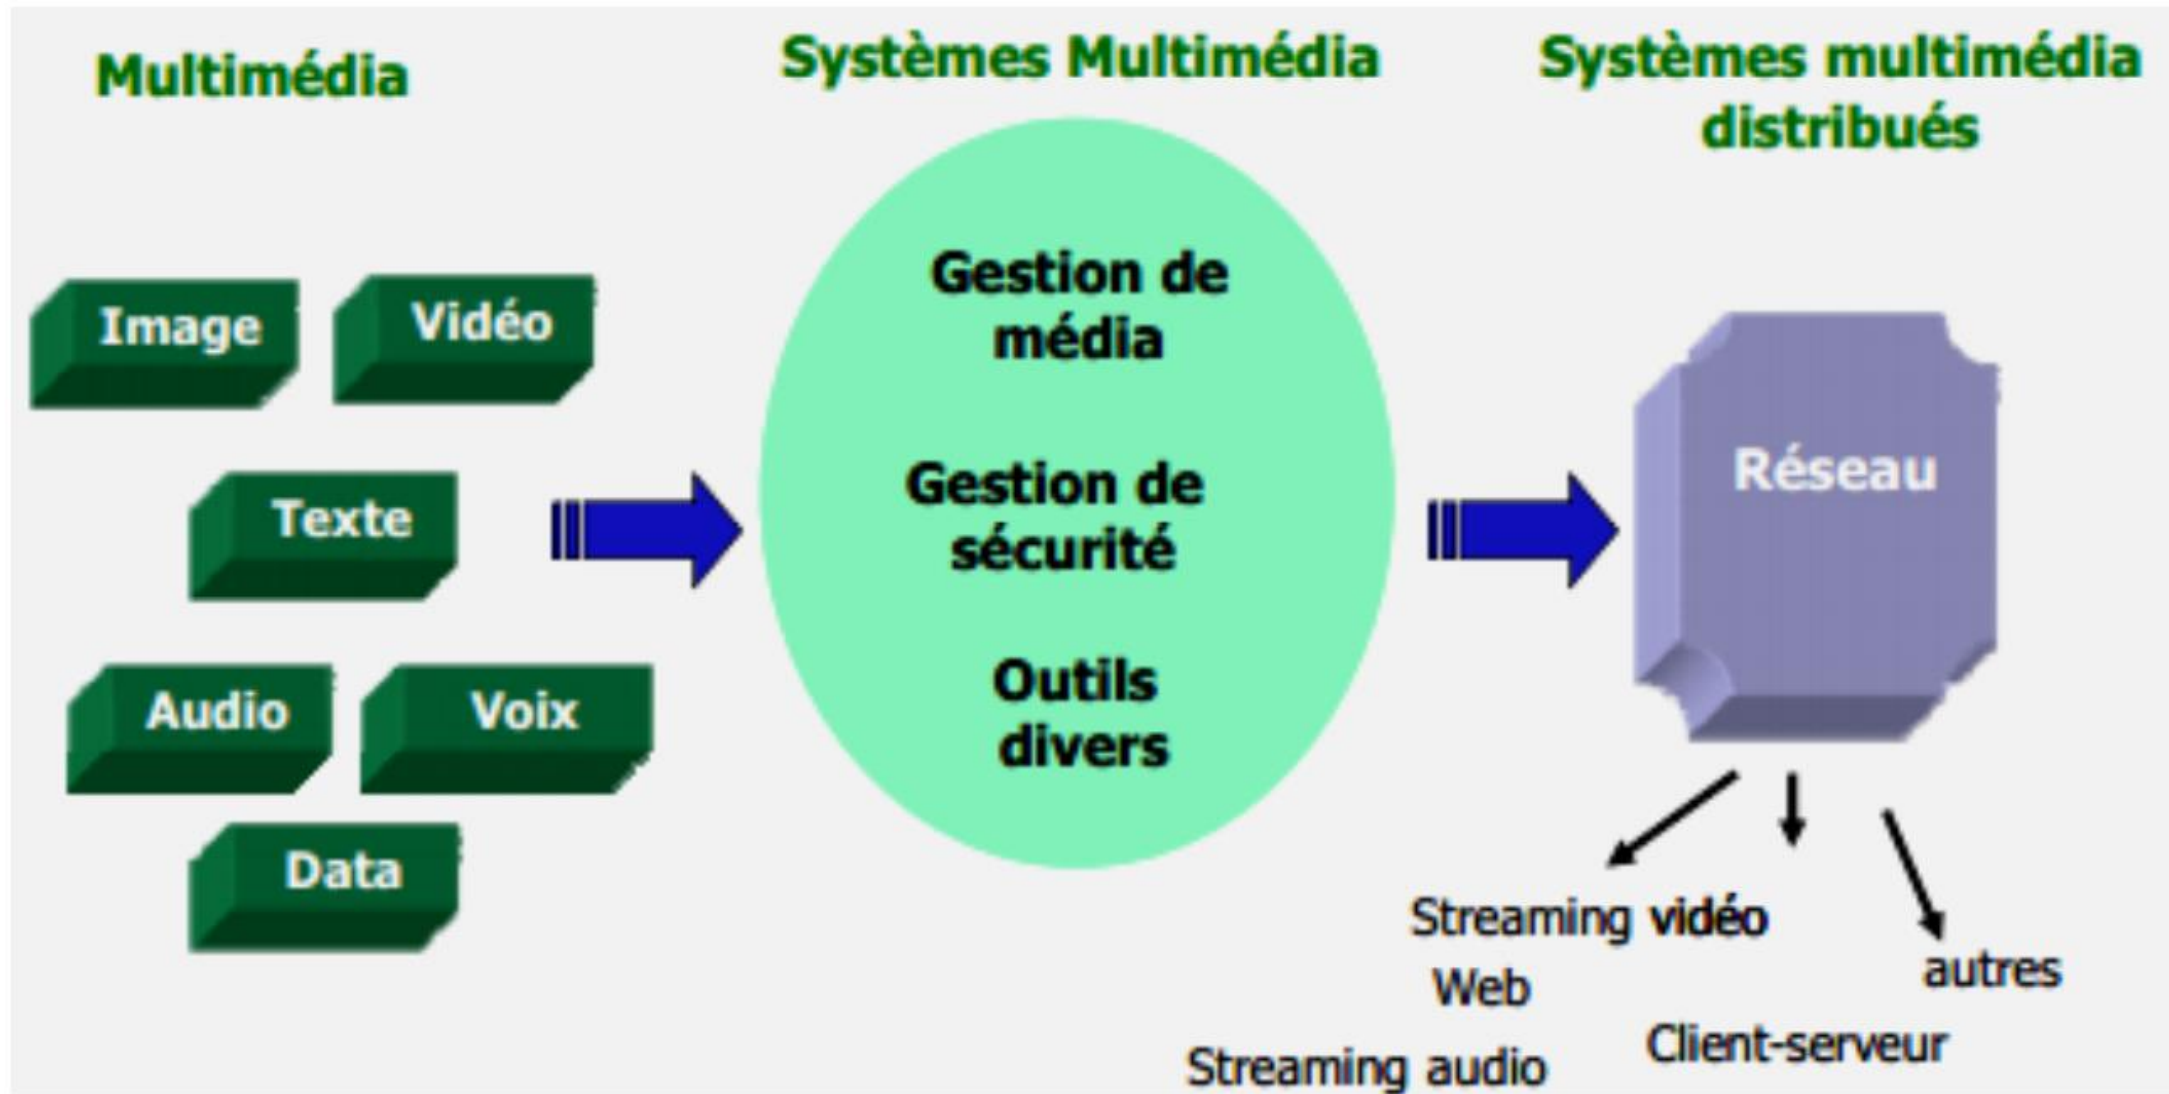 Multimédia
Systèmes Multimédia
Systèmes multimédia
distribués
Image
Vidéo
Texte
Audio
Voix
Data
Gestion de
média
Gestion de
sécurité
Outils
divers
Réseau
Streaming vidéo
Web
Streaming audio
Client-serveur
autres